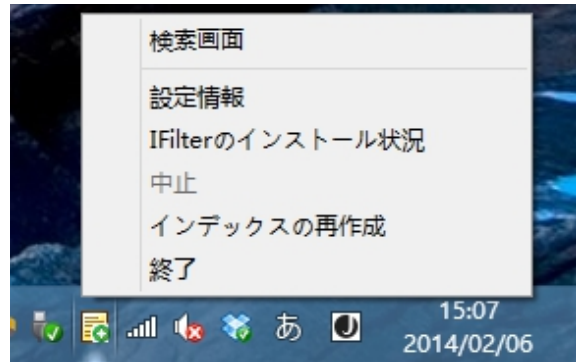 検索画面
設定情報
IFilterのインストール状況
中止
インデックスの再作成
終了
あ
15:07
2014/02/06